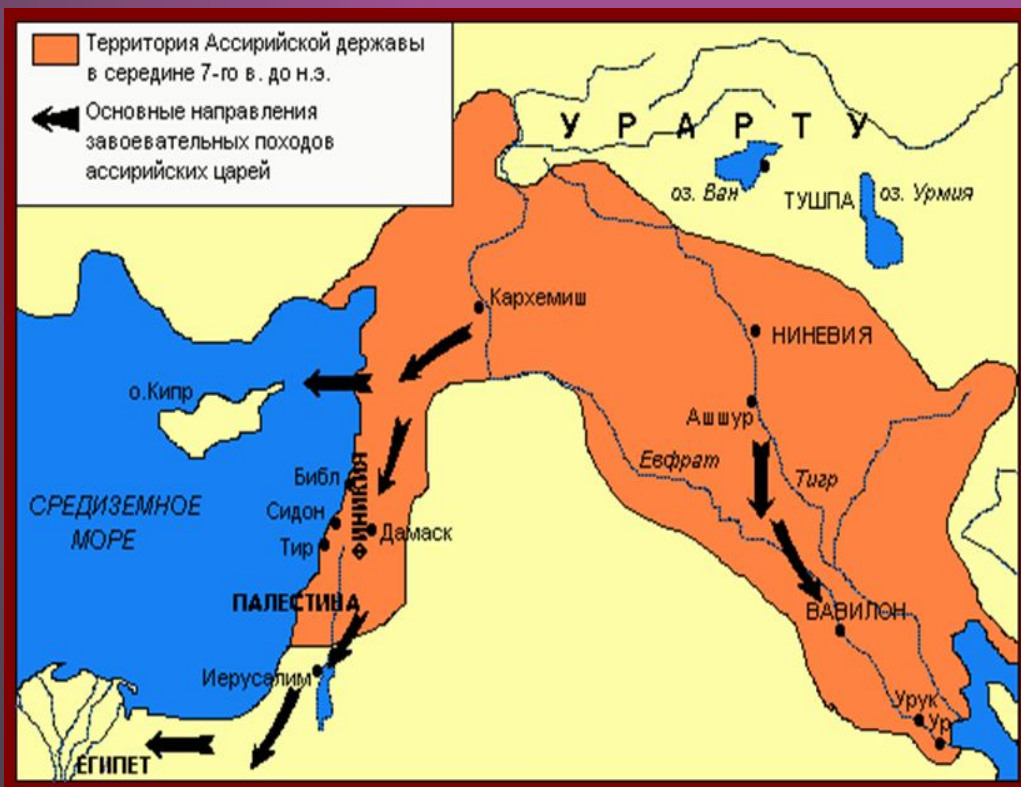 Территория Ассирийской державы
в середине 7-го в. до н.э.
Основные направления
завоевательных походов
ассирийских царей
УРАРТУ
оз. Ван
ТУШПА
оз. Урмия
Кархемиш
НИНЕВИЯ
о.Кипр
Ашшур
Евфрат
Тигр
Библ
СРЕДИЗЕМНОЕ
МОРЕ
Сидон
ФИНИКИЯ
Дамаск
Тир
ПАЛЕСТИНА
ВАВИЛОН
Иерусалим
Урук
Ур
ЕГИПЕТ